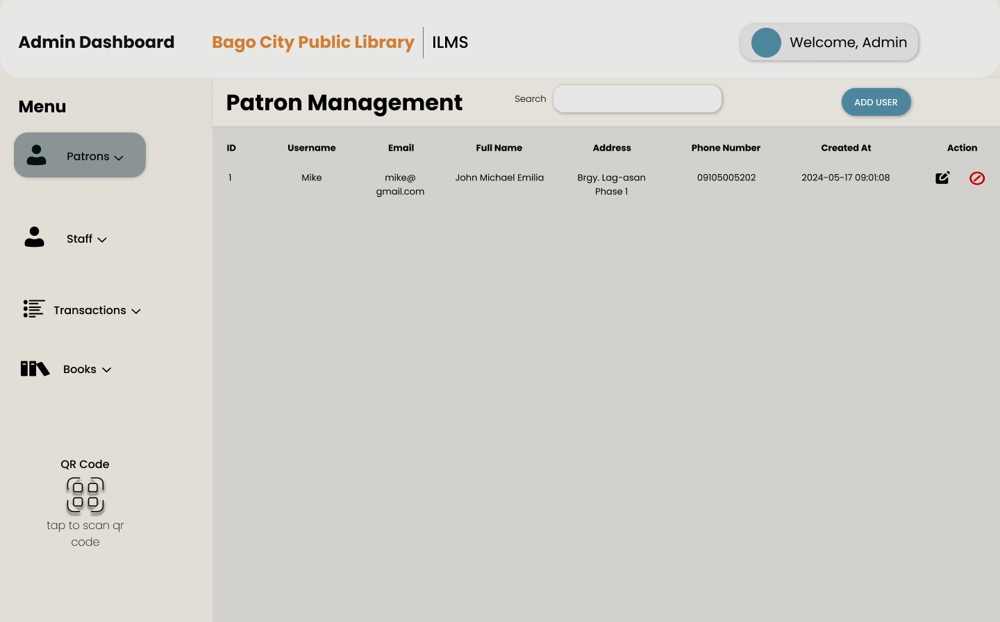 Admin Dashboard
Bago City Public Library
ILMS
Welcome, Admin
Menu
Patrons
Staff
Transactions
Books
QR Code
tap to scan qr
code
Patron Management
Search
ADD USER
ID Username Email Full Name Address Phone Number Created At Action
1 Mike mike@ John Michael Emilia Brgy. Lag-asan 09105005202 2024-05-17 09:01:08
gmail.com Phase 1